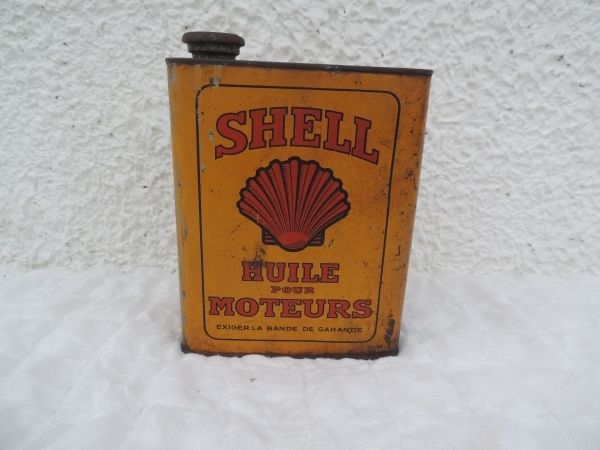 SHELL
HUILE
POUR
MOTEURS
EXIGER LA BANDE DE GARANTIE